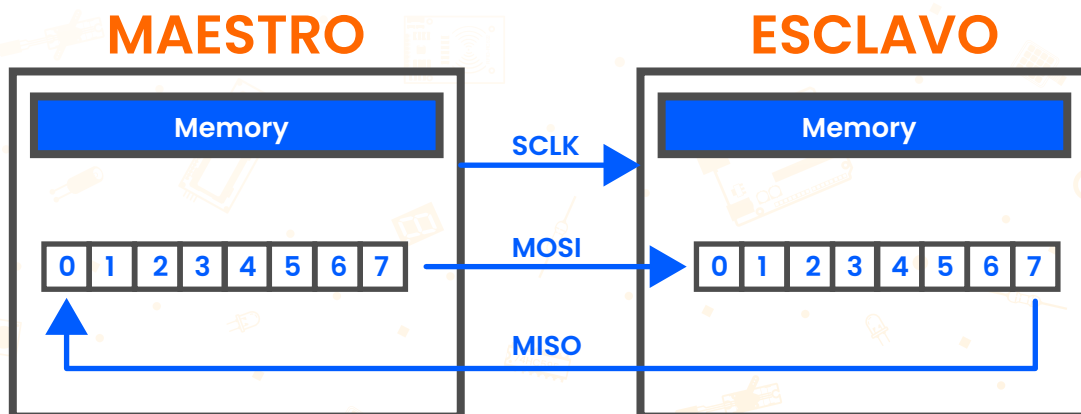 MAESTRO
ESCLAVO
Memory
Memory
SCLK
MOSI
0 1 2 3 4 5 6 7
0 1 2 3 4 5 6 7
MISO